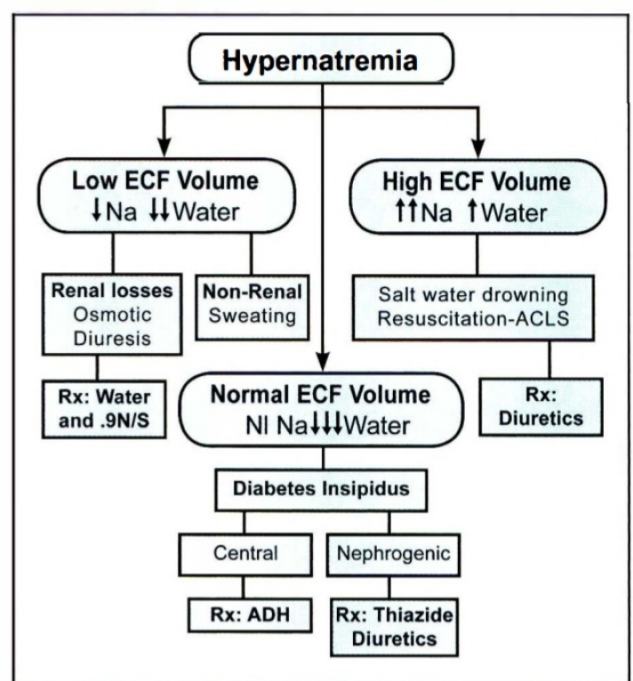 Hypernatremia
Low ECF Volume
↓Na ↓↓Water
High ECF Volume
↑↑Na ↑Water
Renal losses
Osmotic
Diuresis
Non-Renal
Sweating
Salt water drowning
Resuscitation-ACLS
Rx: Water
and .9N/S
Normal ECF Volume
Nl Na↓↓↓Water
Rx:
Diuretics
Diabetes Insipidus
Central
Nephrogenic
Rx: ADH
Rx: Thiazide
Diuretics